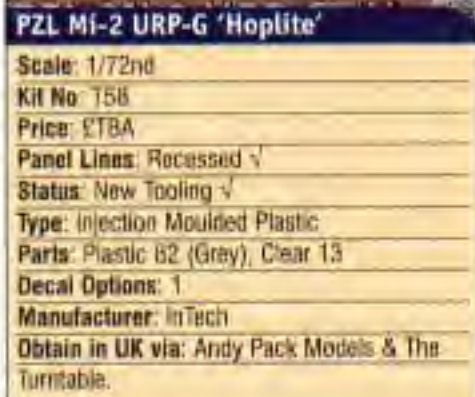 PZL Mi-2 URP-G ‘Hoplite’
Scale: 1/72nd
Kit No: T58
Price: £TBA
Panel Lines: Recessed √
Status: New Tooling √
Type: Injection Moulded Plastic
Parts: Plastic 82 (Grey), Clear 13
Decal Options: 1
Manufacturer: InTech
Obtain in UK via: Andy Pack Models & The
Turntable.